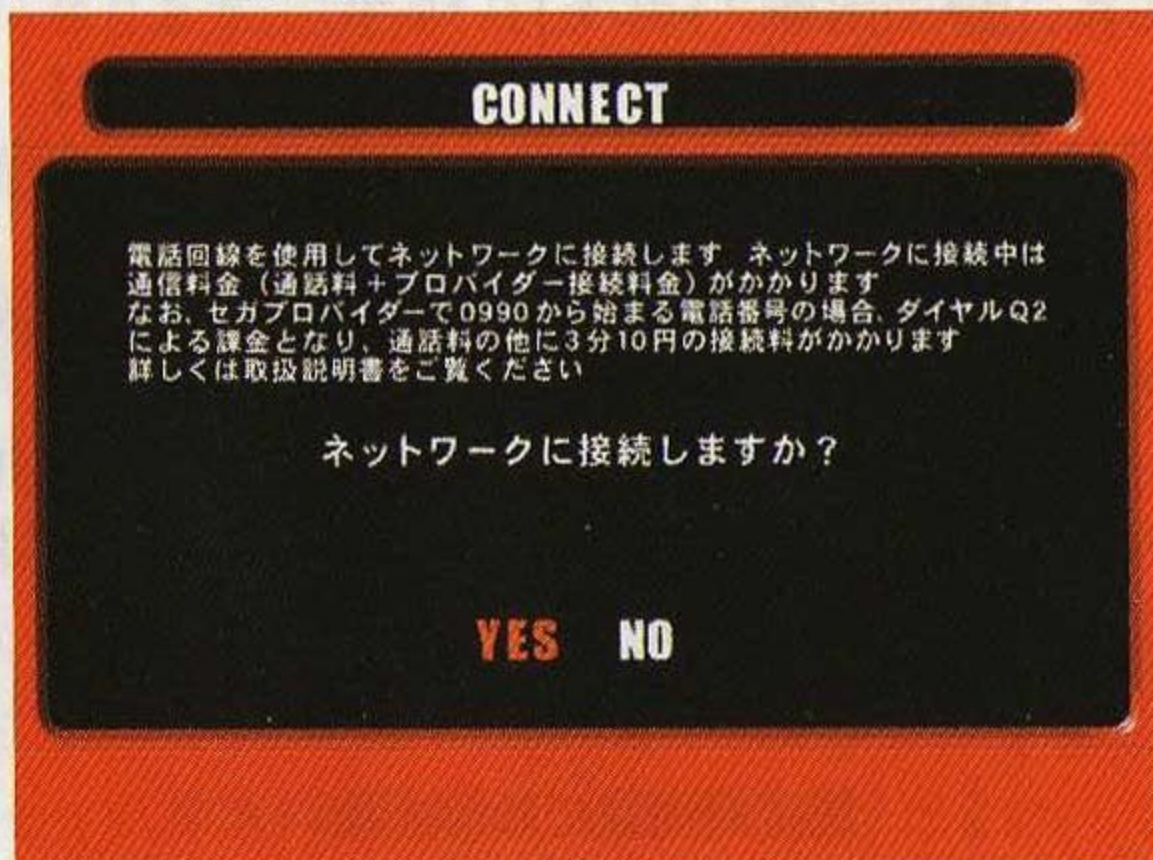 CONNECT
電話回線を使用してネットワークに接続します ネットワークに接続中は
通信料金（通話料＋プロバイダー接続料金）がかかります
なお、セガプロバイダーで0990から始まる電話番号の場合、ダイヤルQ2
による課金となり、通話料の他に3分10円の接続料がかかります
詳しくは取扱説明書をご覧ください
ネットワークに接続しますか？
YES NO